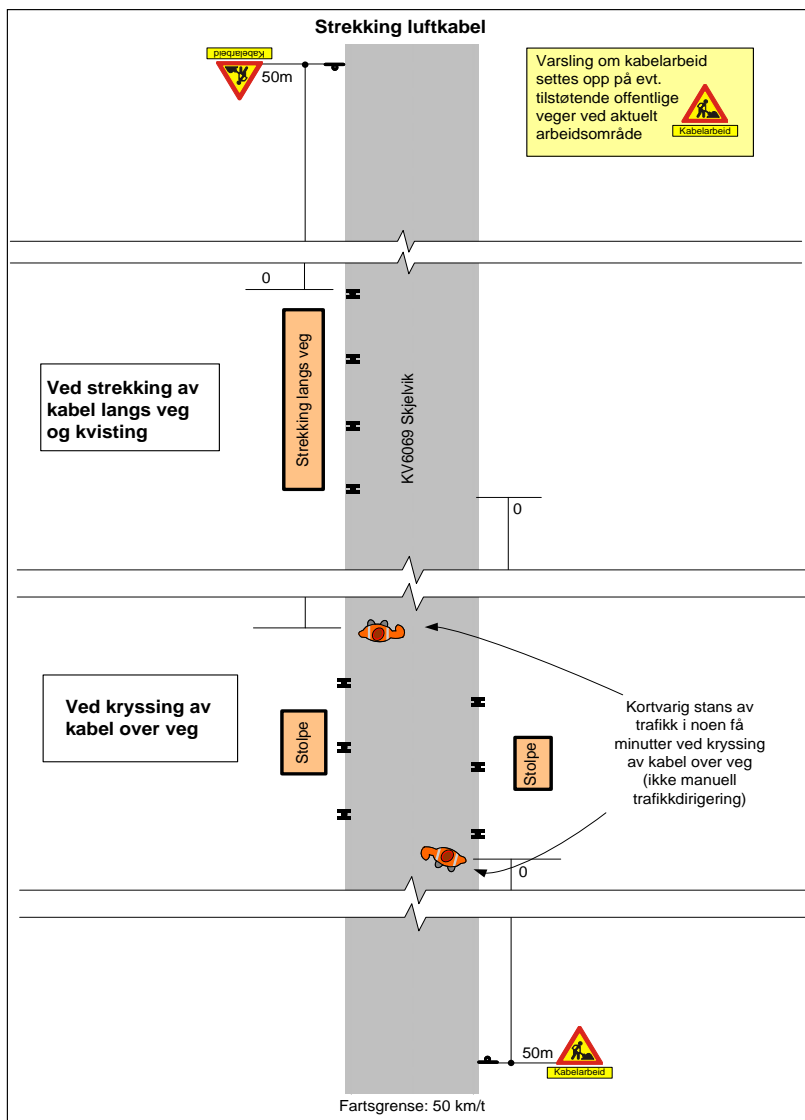 Strekking luftkabel
Kabelarbeid
50m
Varsling om kabelarbeid
settes opp på evt.
tilstøtende offentlige
veger ved aktuelt
arbeidsområde
Kabelarbeid
0
Ved strekking av
kabel langs veg
og kvisting
Strekking langs veg
KV6069 Skjelvik
0
Ved kryssing av
kabel over veg
Stolpe
Stolpe
Kortvarig stans av
trafikk i noen få
minutter ved kryssing
av kabel over veg
(ikke manuell
trafikkdirigering)
0
50m
Kabelarbeid
Fartsgrense: 50 km/t